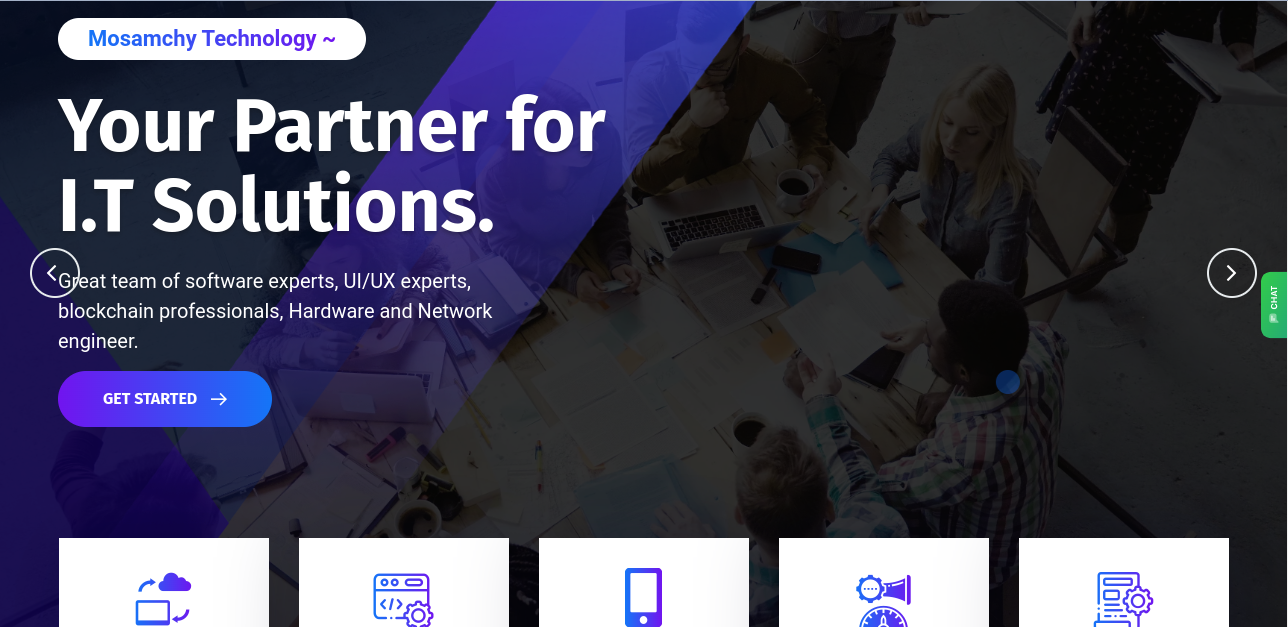 Mosamchy Technology ~
Your Partner for
I.T Solutions.
Great team of software experts, UI/UX experts,
blockchain professionals, Hardware and Network
engineer.
GET STARTED
CHAT